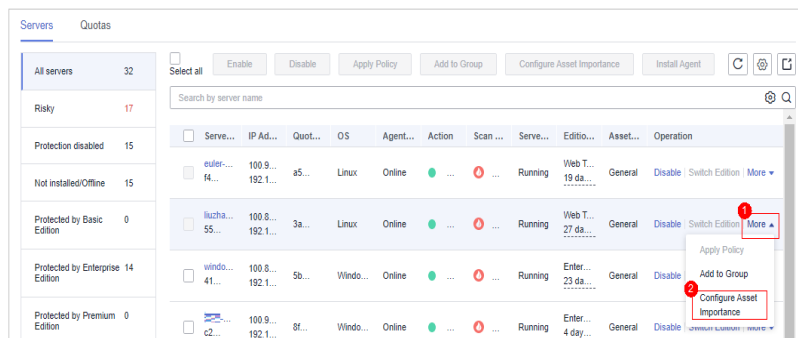 Servers Quotas
All servers 32
Risky 17
Protection disabled 15
Not installed/Offline 15
Protected by Basic 0
Edition
Protected by Enterprise 14
Edition
Protected by Premium 0
Edition
Select all Enable Disable Apply Policy Add to Group Configure Asset Importance Install Agent
Search by server name
Serve... IP Ad... Quot... OS Agent... Action Scan ... Serve... Editio... Asset... Operation
euler-... 100.9... a5... Linux Online ... ... Running Web T... General Disable Switch Edition More
f4... 192.1... 19 da...
1
liuzha... 100.8... 3a... Linux Online ... ... Running Web T... General Disable Switch Edition More
55... 192.1... 27 da...
Apply Policy
windo... 100.8... 5b... Windo... Online ... ... Running Enter... General Disable Add to Group
41... 192.1... 23 da...
2
Configure Asset
Importance
100.9... 8f... Windo... Online ... ... Running Enter... General Disable Switch Edition More
c2... 192.1... 4 day...